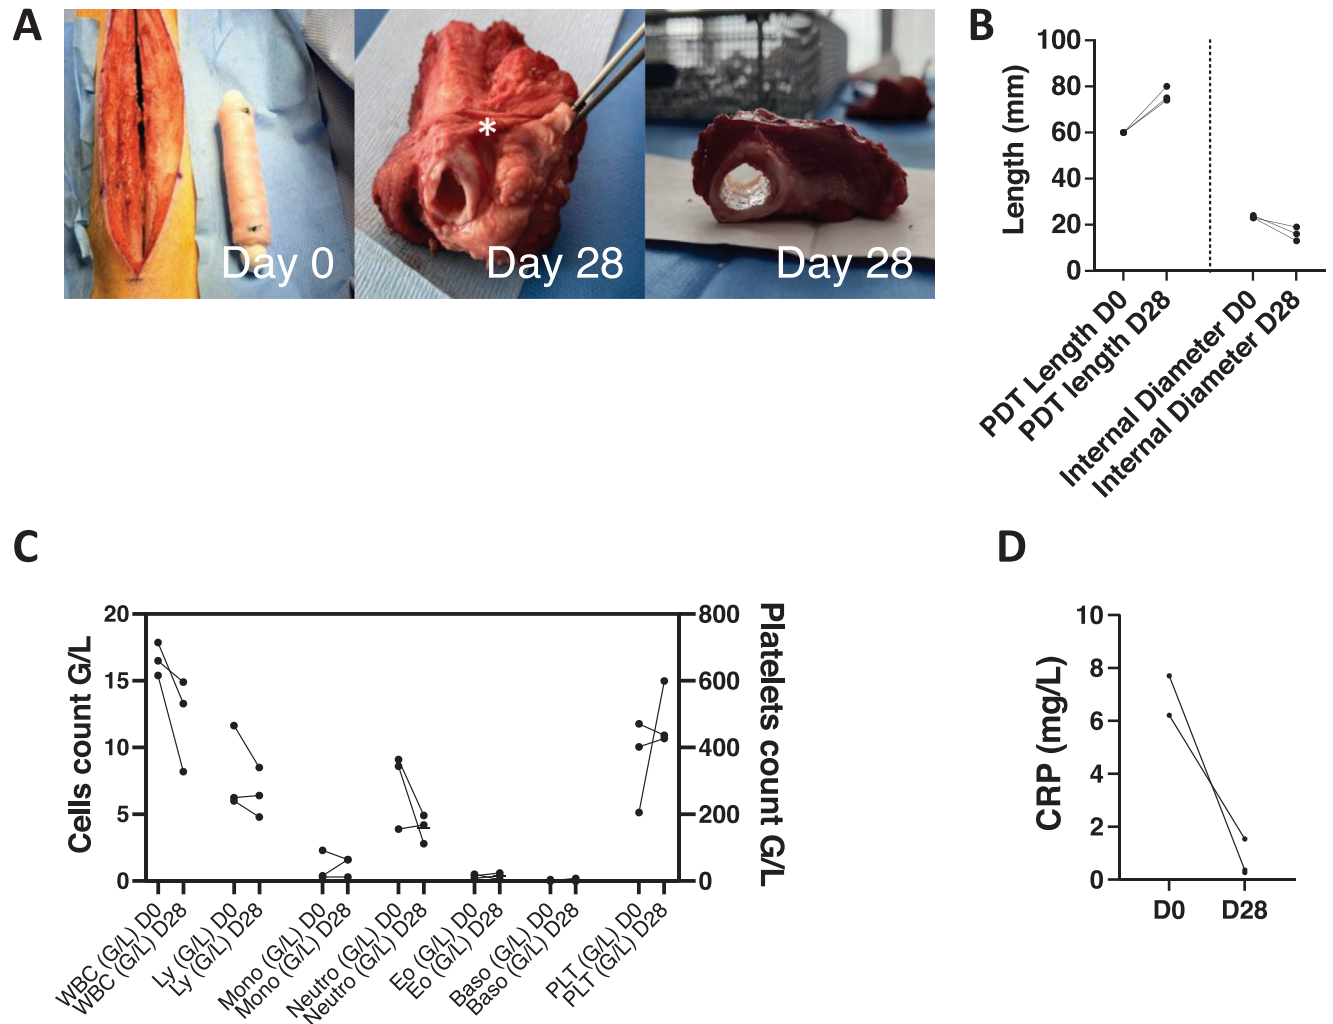 A
Day 0
*
Day 28
Day 28
B
Length (mm)
100
80
60
40
20
0
PDT Length D0
PDT length D28
Internal Diameter D0
Internal Diameter D28
C
Cells count G/L
20
15
10
5
0
800
600
400
200
0
Platelets count G/L
WBC (G/L) D0
WBC (G/L) D28
Ly (G/L) D0
Ly (G/L) D28
Mono (G/L) D0
Mono (G/L) D28
Neutro (G/L) D0
Neutro (G/L) D28
Eo (G/L) D0
Eo (G/L) D28
Baso (G/L) D0
Baso (G/L) D28
PLT (G/L) D0
PLT (G/L) D28
D
CRP (mg/L)
10
8
6
4
2
0
D0
D28